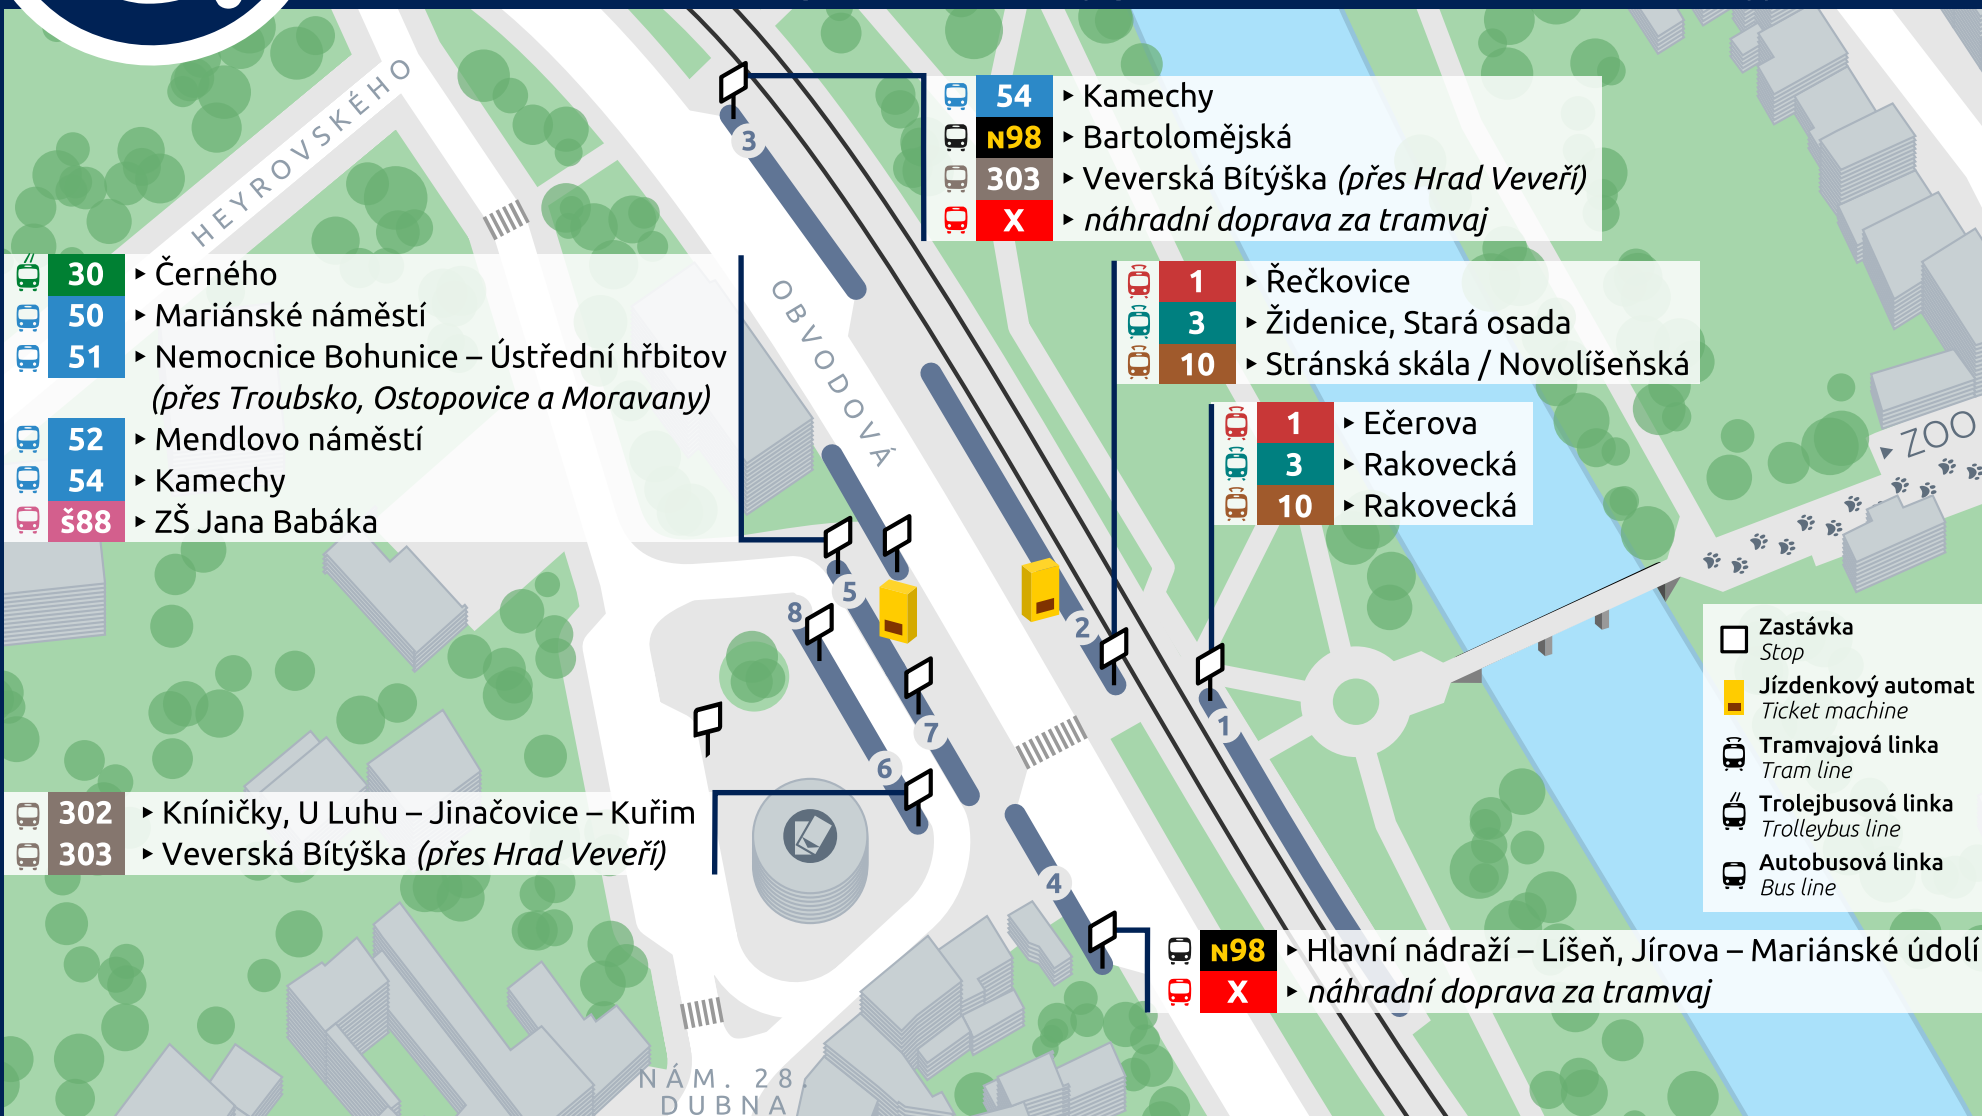 HEYROVSKÉHO
3
54 ▸ Kamechy
N98 ▸ Bartolomějská
303 ▸ Veverská Bítýška (přes Hrad Veveří)
X ▸ náhradní doprava za tramvaj
30 ▸ Černého
50 ▸ Mariánské náměstí
51 ▸ Nemocnice Bohunice – Ústřední hřbitov
(přes Troubsko, Ostopovice a Moravany)
52 ▸ Mendlovo náměstí
54 ▸ Kamechy
š88 ▸ ZŠ Jana Babáka
OBVODOVÁ
1 ▸ Řečkovice
3 ▸ Židenice, Stará osada
10 ▸ Stránská skála / Novolíšeňská
1 ▸ Ečerova
3 ▸ Rakovecká
10 ▸ Rakovecká
◂ ZOO
5
8
2
7
1
6
4
Zastávka
Stop
Jízdenkový automat
Ticket machine
Tramvajová linka
Tram line
Trolejbusová linka
Trolleybus line
Autobusová linka
Bus line
302 ▸ Kníničky, U Luhu – Jinačovice – Kuřim
303 ▸ Veverská Bítýška (přes Hrad Veveří)
N98 ▸ Hlavní nádraží – Líšeň, Jírova – Mariánské údolí
X ▸ náhradní doprava za tramvaj
NÁM. 28.
DUBNA